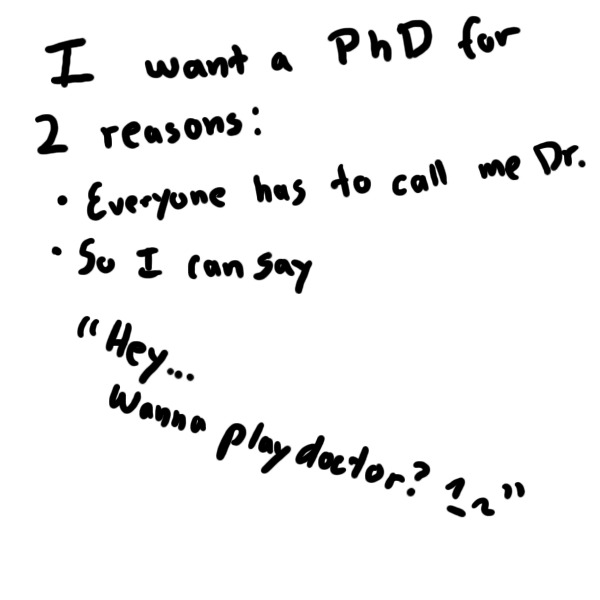 I want a PhD for
2 reasons:
• Everyone has to call me Dr.
• So I can say
"Hey...
Wanna play doctor?"